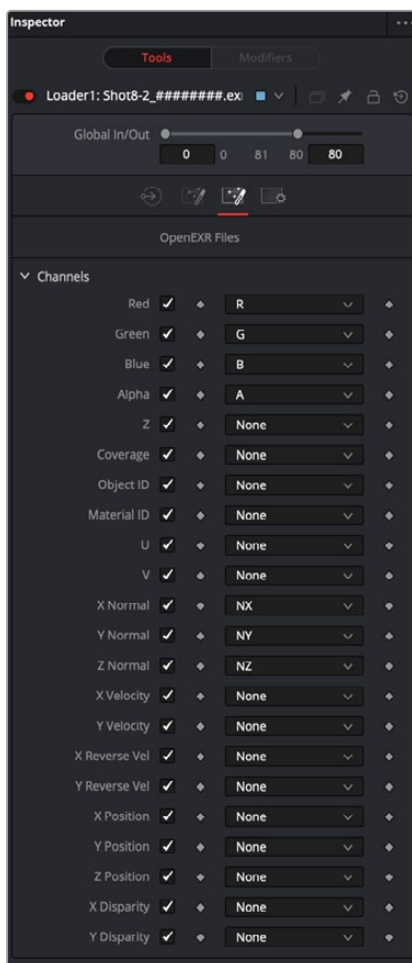 Inspector
Tools Modifiers
Loader1: Shot8-2_########.ex
Global In/Out
0 0 81 80 80
OpenEXR Files
Channels
Red R
Green G
Blue B
Alpha A
Z None
Coverage None
Object ID None
Material ID None
U None
V None
X Normal NX
Y Normal NY
Z Normal NZ
X Velocity None
Y Velocity None
X Reverse Vel None
Y Reverse Vel None
X Position None
Y Position None
Z Position None
X Disparity None
Y Disparity None